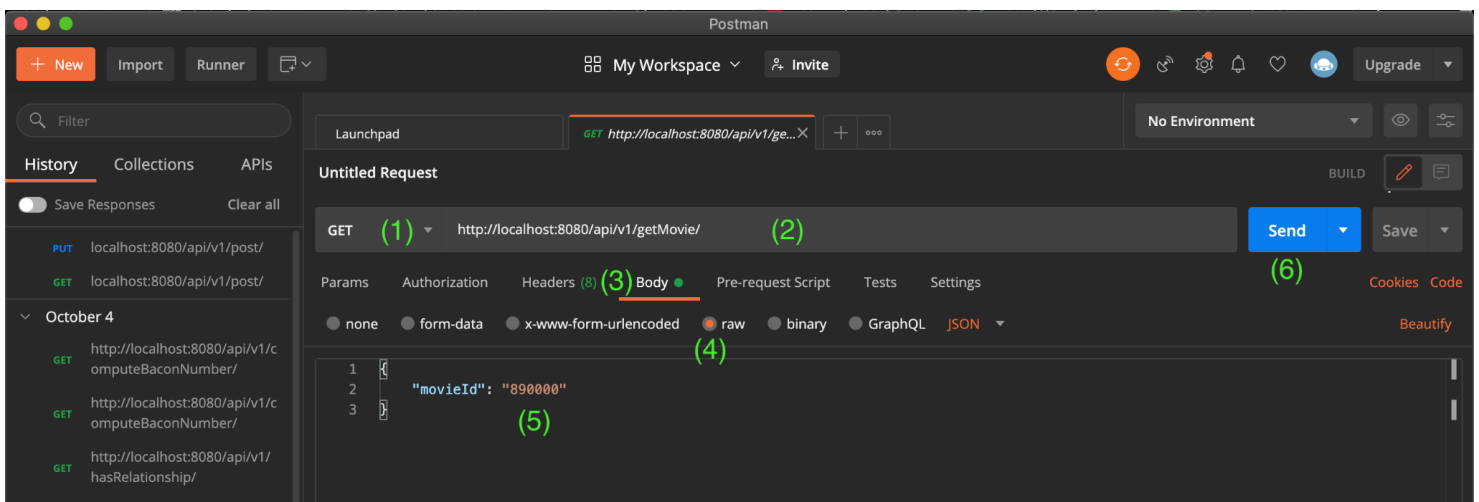 Postman
New Import Runner My Workspace Invite Upgrade
Filter
Launchpad GET http://localhost:8080/api/v1/ge... No Environment
History Collections APIs
Untitled Request BUILD
Save Responses Clear all
GET (1) http://localhost:8080/api/v1/getMovie/ (2) Send Save
PUT localhost:8080/api/v1/post/
GET localhost:8080/api/v1/post/
(6)
Params Authorization Headers (8) (3) Body Pre-request Script Tests Settings Cookies Code
October 4
none form-data x-www-form-urlencoded raw binary GraphQL JSON Beautify
(4)
GET http://localhost:8080/api/v1/c
omputeBaconNumber/
GET http://localhost:8080/api/v1/c
omputeBaconNumber/
GET http://localhost:8080/api/v1/
hasRelationship/
1 {
2 "movieId": "890000"
3 }
(5)